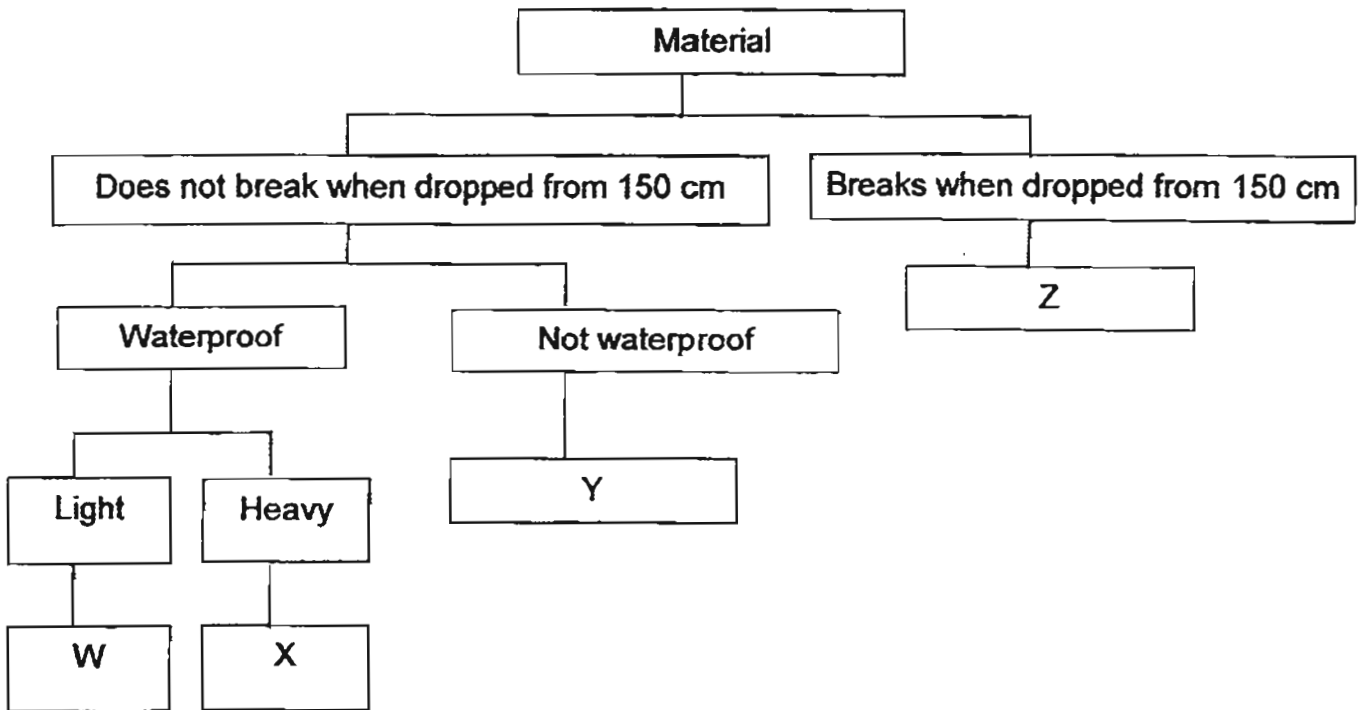 Material
Does not break when dropped from 150 cm
Breaks when dropped from 150 cm
Z
Waterproof
Not waterproof
Light
Heavy
Y
W
X